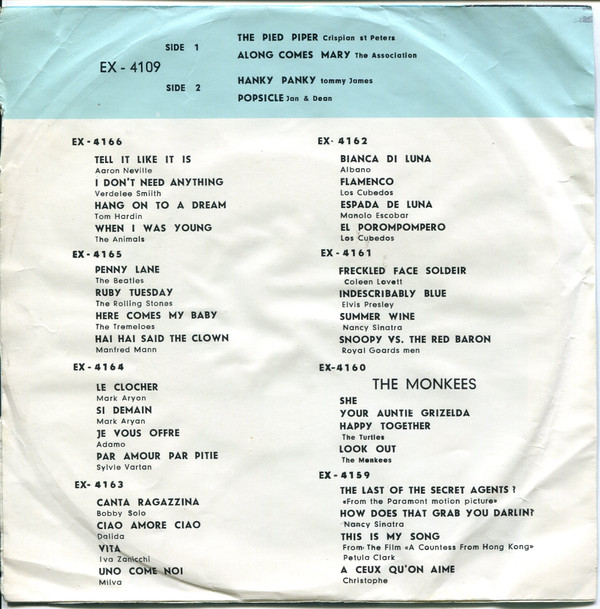 SIDE 1
THE PIED PIPER Crispian st Peters
ALONG COMES MARY The Association
EX - 4109
SIDE 2
HANKY PANKY tommy James
POPSICLE Jan & Dean
EX - 4166
TELL IT LIKE IT IS
Aaron Neville
I DON'T NEED ANYTHING
Verdelee Smiith
HANG ON TO A DREAM
Tom Hardin
WHEN I WAS YOUNG
The Animals
EX - 4165
PENNY LANE
The Beatles
RUBY TUESDAY
The Rolling Stones
HERE COMES MY BABY
The Tremeloes
HAI HAI SAID THE CLOWN
Manfred Mann
EX - 4164
LE CLOCHER
Mark Aryon
SI DEMAIN
Mark Aryan
JE VOUS OFFRE
Adamo
PAR AMOUR PAR PITIE
Sylvie Vartan
EX - 4163
CANTA RAGAZZINA
Bobby Solo
CIAO AMORE CIAO
Dalida
VITA
Iva Zanicchi
UNO COME NOI
Milva
EX- 4162
BIANCA DI LUNA
Albano
FLAMENCO
Los Cubedos
ESPADA DE LUNA
Manolo Escobar
EL POROMPOMPERO
Los Cubedos
EX - 4161
FRECKLED FACE SOLDEIR
Coleen Lovett
INDESCRIBABLY BLUE
Elvis Presley
SUMMER WINE
Nancy Sinatra
SNOOPY VS. THE RED BARON
Royal Goards men
EX-4160
THE MONKEES
SHE
YOUR AUNTIE GRIZELDA
HAPPY TOGETHER
The Turtles
LOOK OUT
The Monkees
EX - 4159
THE LAST OF THE SECRET AGENTS?
«From the Paramont motion picture»
HOW DOES THAT GRAB YOU DARLIN?
Nancy Sinatra
THIS IS MY SONG
From The Film «A Countess From Hong Kong»
Petula Clark
A CEUX QU'ON AIME
Christophe